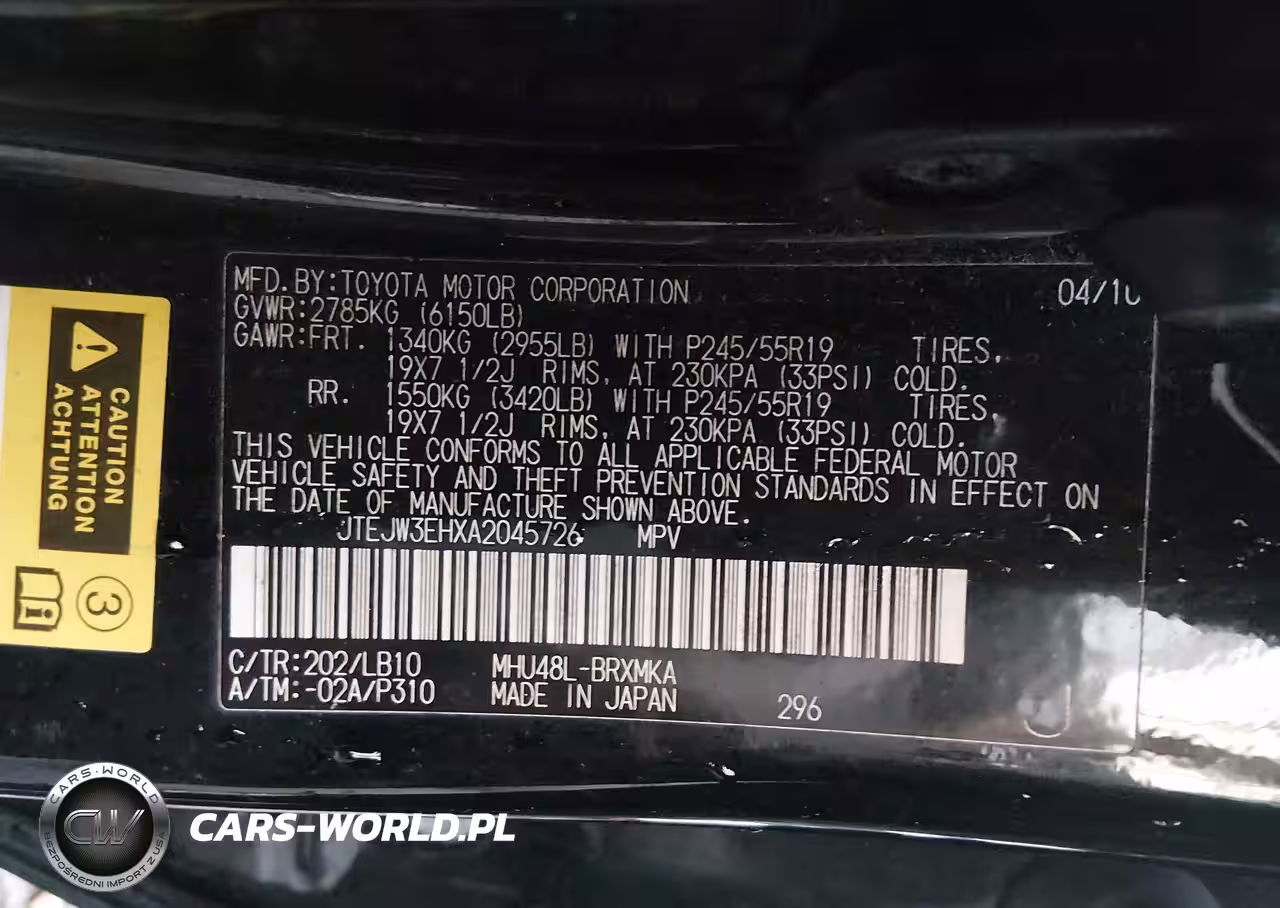 MFD.BY:TOYOTA MOTOR CORPORATION 04/10
GVWR:2785KG (6150LB)
GAWR:FRT. 1340KG (2955LB) WITH P245/55R19 TIRES,
19X7 1/2J RIMS, AT 230KPA (33PSI) COLD.
RR. 1550KG (3420LB) WITH P245/55R19 TIRES,
19X7 1/2J RIMS, AT 230KPA (33PSI) COLD.
THIS VEHICLE CONFORMS TO ALL APPLICABLE FEDERAL MOTOR
VEHICLE SAFETY AND THEFT PREVENTION STANDARDS IN EFFECT ON
THE DATE OF MANUFACTURE SHOWN ABOVE.
JTEJW3EHXA2045726 MPV
C/TR:202/LB10 MHU48L-BRXMKA
A/TM:-02A/P310 MADE IN JAPAN 296
J
CAUTION
ATTENTION
ACHTUNG
3
CARS-WORLD
CW
BEZPOŚREDNI IMPORT Z USA
CARS-WORLD.PL